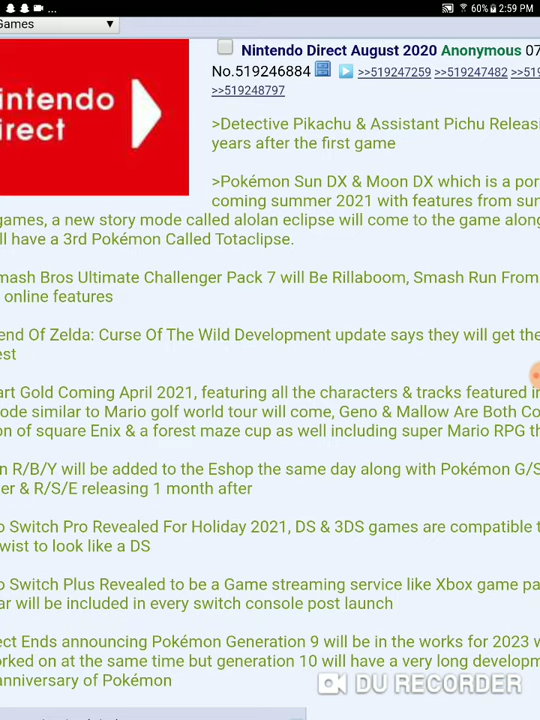 60% 2:59 PM
Games
intendo
irect
Nintendo Direct August 2020 Anonymous 07
No.519246884 >>519247259 >>519247482 >>519
>>519248797
>Detective Pikachu & Assistant Pichu Releasi
years after the first game
>Pokémon Sun DX & Moon DX which is a por
coming summer 2021 with features from sun
games, a new story mode called alolan eclipse will come to the game along
ll have a 3rd Pokémon Called Totaclipse.
mash Bros Ultimate Challenger Pack 7 will Be Rillaboom, Smash Run From
online features
end Of Zelda: Curse Of The Wild Development update says they will get the
est
art Gold Coming April 2021, featuring all the characters & tracks featured in
ode similar to Mario golf world tour will come, Geno & Mallow Are Both Co
on of square Enix & a forest maze cup as well including super Mario RPG th
n R/B/Y will be added to the Eshop the same day along with Pokémon G/S
er & R/S/E releasing 1 month after
o Switch Pro Revealed For Holiday 2021, DS & 3DS games are compatible t
wist to look like a DS
o Switch Plus Revealed to be a Game streaming service like Xbox game pa
ar will be included in every switch console post launch
ect Ends announcing Pokémon Generation 9 will be in the works for 2023 w
orked on at the same time but generation 10 will have a very long developm
anniversary of Pokémon
DU RECORDER